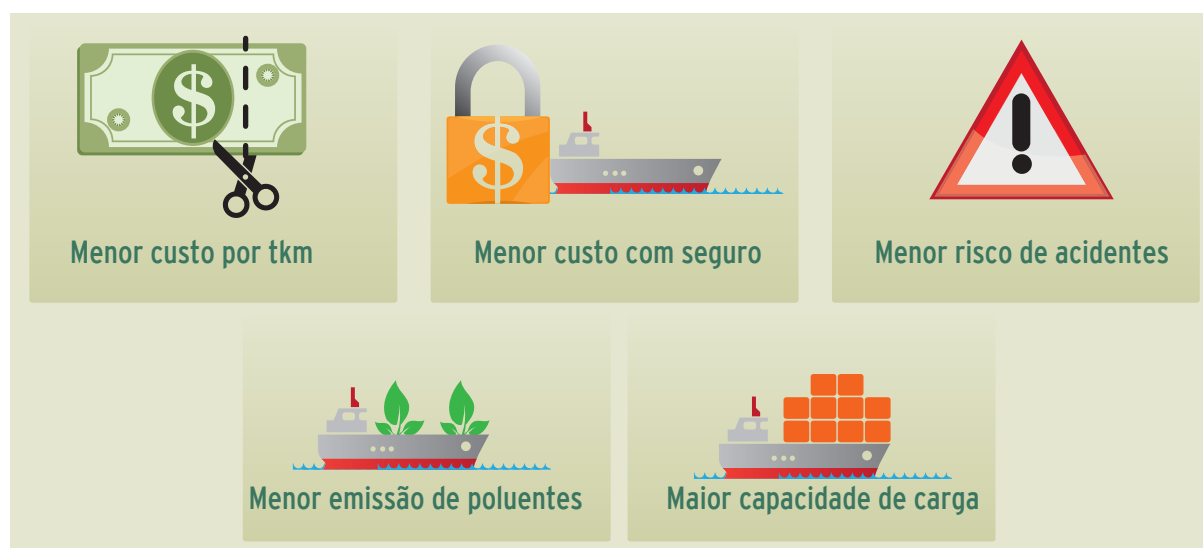 $
$
Menor custo por tkm
Menor custo com seguro
Menor risco de acidentes
Menor emissão de poluentes
Maior capacidade de carga